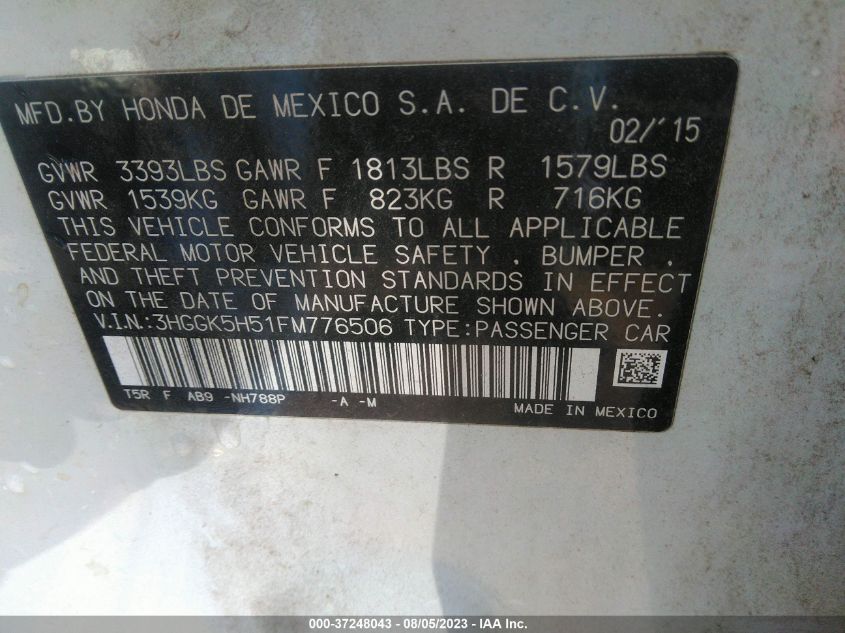 MFD.BY HONDA DE MEXICO S.A. DE C.V.
02/'15
GVWR 3393LBS GAWR F 1813LBS R 1579LBS
GVWR 1539KG GAWR F 823KG R 716KG
THIS VEHICLE CONFORMS TO ALL APPLICABLE
FEDERAL MOTOR VEHICLE SAFETY , BUMPER ,
AND THEFT PREVENTION STANDARDS IN EFFECT
ON THE DATE OF MANUFACTURE SHOWN ABOVE.
V.I.N.:3HGGK5H51FM776506 TYPE:PASSENGER CAR
T5R F AB9 -NH788P -A -M
MADE IN MEXICO
000-37248043 - 08/05/2023 - IAA Inc.